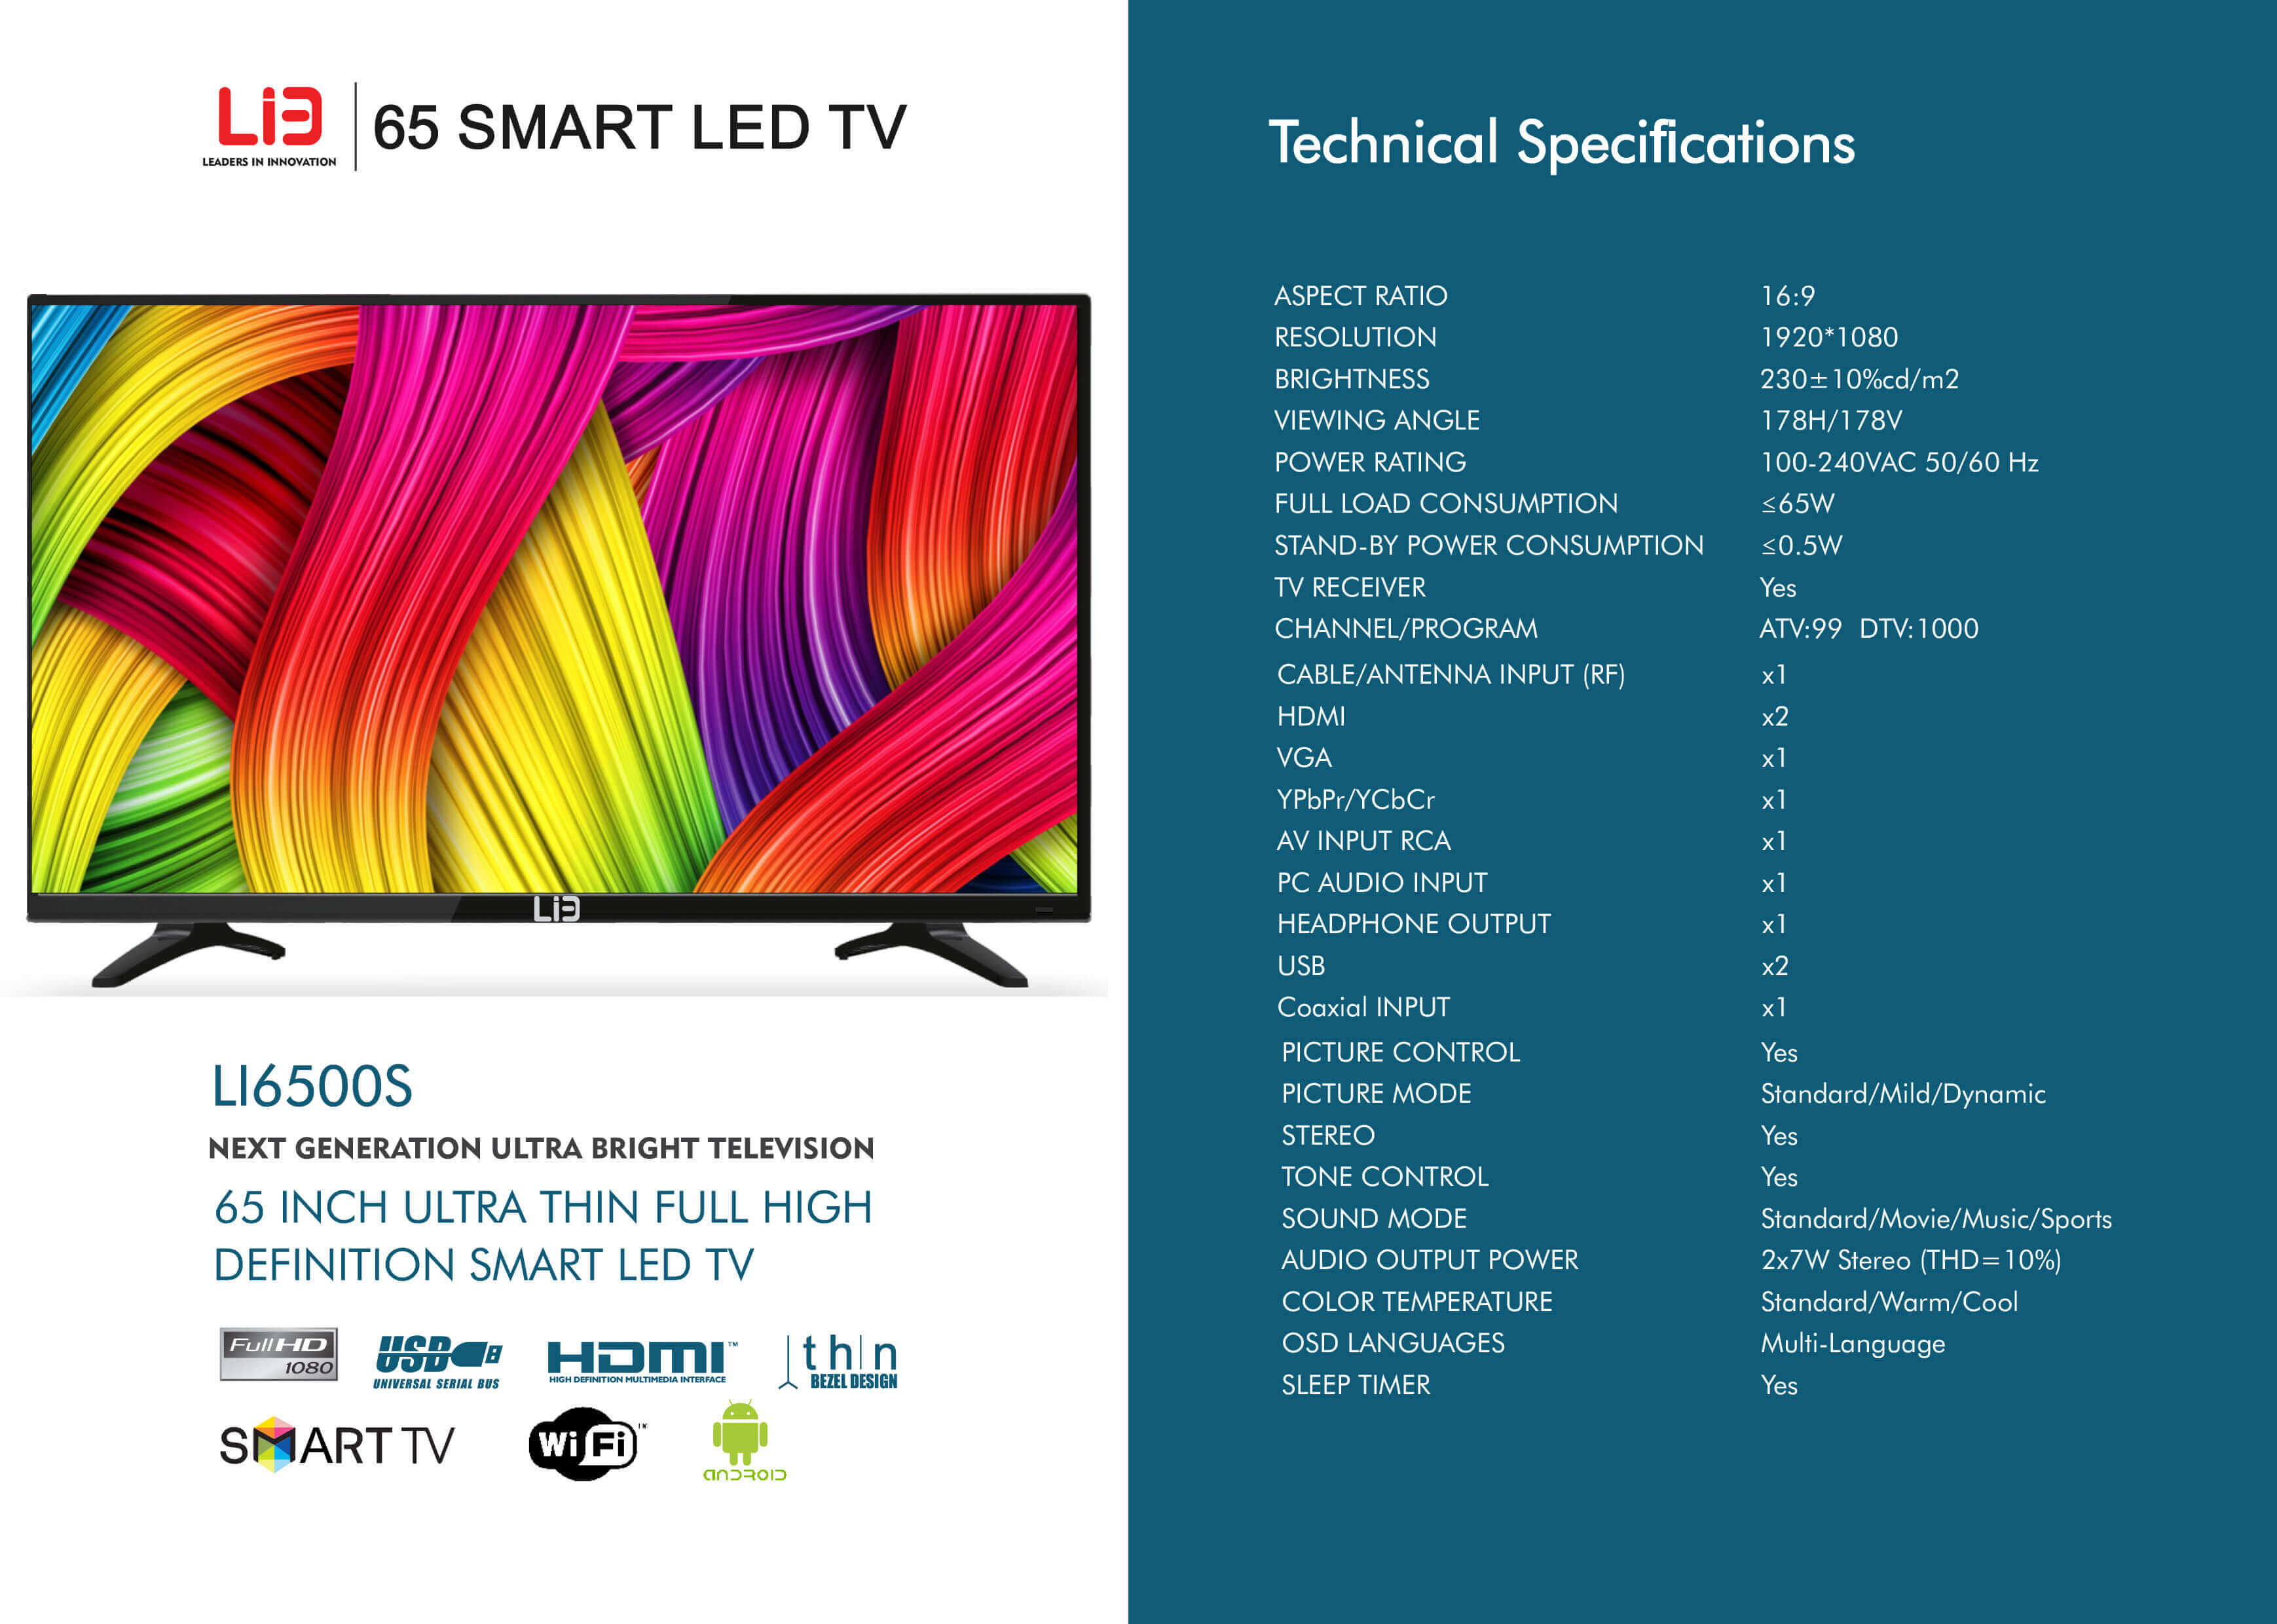 Li3
LEADERS IN INNOVATION
65 SMART LED TV
Li3
LI6500S
NEXT GENERATION ULTRA BRIGHT TELEVISION
65 INCH ULTRA THIN FULL HIGH
DEFINITION SMART LED TV
Full HD
1080
USB
UNIVERSAL SERIAL BUS
HDMI™
HIGH DEFINITION MULTIMEDIA INTERFACE
thin
BEZEL DESIGN
SMART TV
WiFi
ANDROID
Technical Specifications
ASPECT RATIO 16:9
RESOLUTION 1920*1080
BRIGHTNESS 230±10%cd/m2
VIEWING ANGLE 178H/178V
POWER RATING 100-240VAC 50/60 Hz
FULL LOAD CONSUMPTION ≤65W
STAND-BY POWER CONSUMPTION ≤0.5W
TV RECEIVER Yes
CHANNEL/PROGRAM ATV:99 DTV:1000
CABLE/ANTENNA INPUT (RF) x1
HDMI x2
VGA x1
YPbPr/YCbCr x1
AV INPUT RCA x1
PC AUDIO INPUT x1
HEADPHONE OUTPUT x1
USB x2
Coaxial INPUT x1
PICTURE CONTROL Yes
PICTURE MODE Standard/Mild/Dynamic
STEREO Yes
TONE CONTROL Yes
SOUND MODE Standard/Movie/Music/Sports
AUDIO OUTPUT POWER 2x7W Stereo (THD=10%)
COLOR TEMPERATURE Standard/Warm/Cool
OSD LANGUAGES Multi-Language
SLEEP TIMER Yes